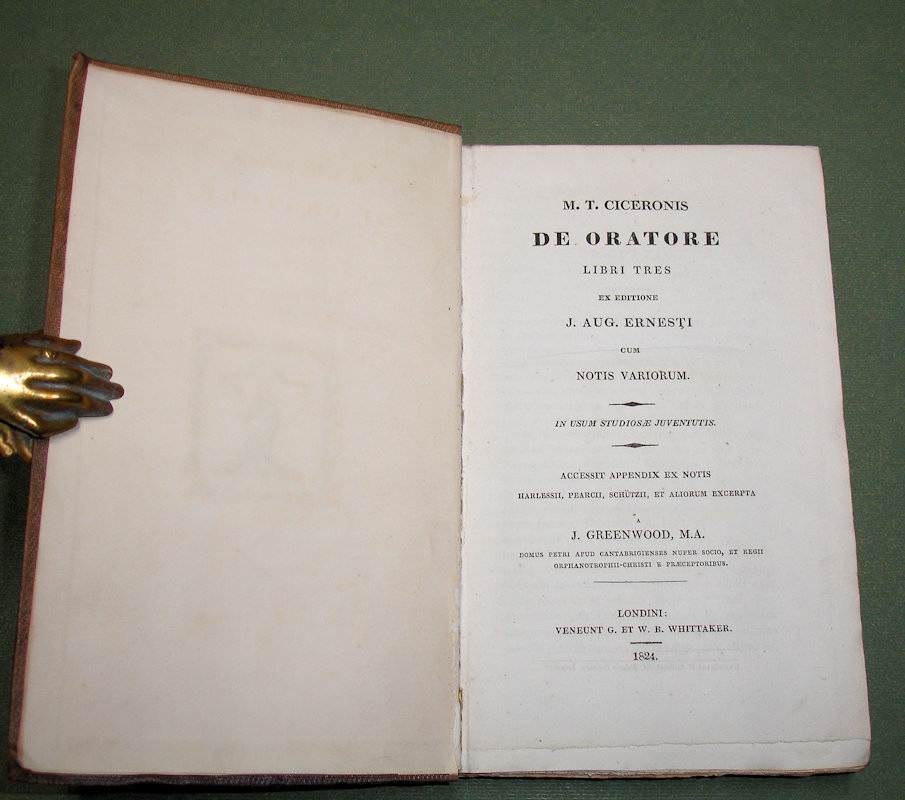 M. T. CICERONIS
DE ORATORE
LIBRI TRES
EX EDITIONE
J. AUG. ERNESTI
CUM
NOTIS VARIORUM.
IN USUM STUDIOSÆ JUVENTUTIS.
ACCESSIT APPENDIX EX NOTIS
HARLESSII, PEARCII, SCHÜTZII, ET ALIORUM EXCERPTA
A
J. GREENWOOD, M.A.
DOMUS PETRI APUD CANTABRIGIENSES NUPER SOCIO, ET REGII
ORPHANOTROPHII-CHRISTI E PRÆCEPTORIBUS.
LONDINI:
VENEUNT G. ET W. B. WHITTAKER.
1824.